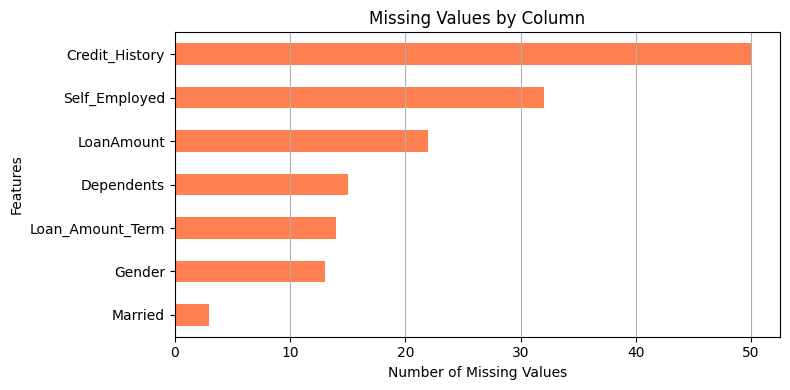 Missing Values by Column
Features
Credit_History
Self_Employed
LoanAmount
Dependents
Loan_Amount_Term
Gender
Married
0 10 20 30 40 50
Number of Missing Values